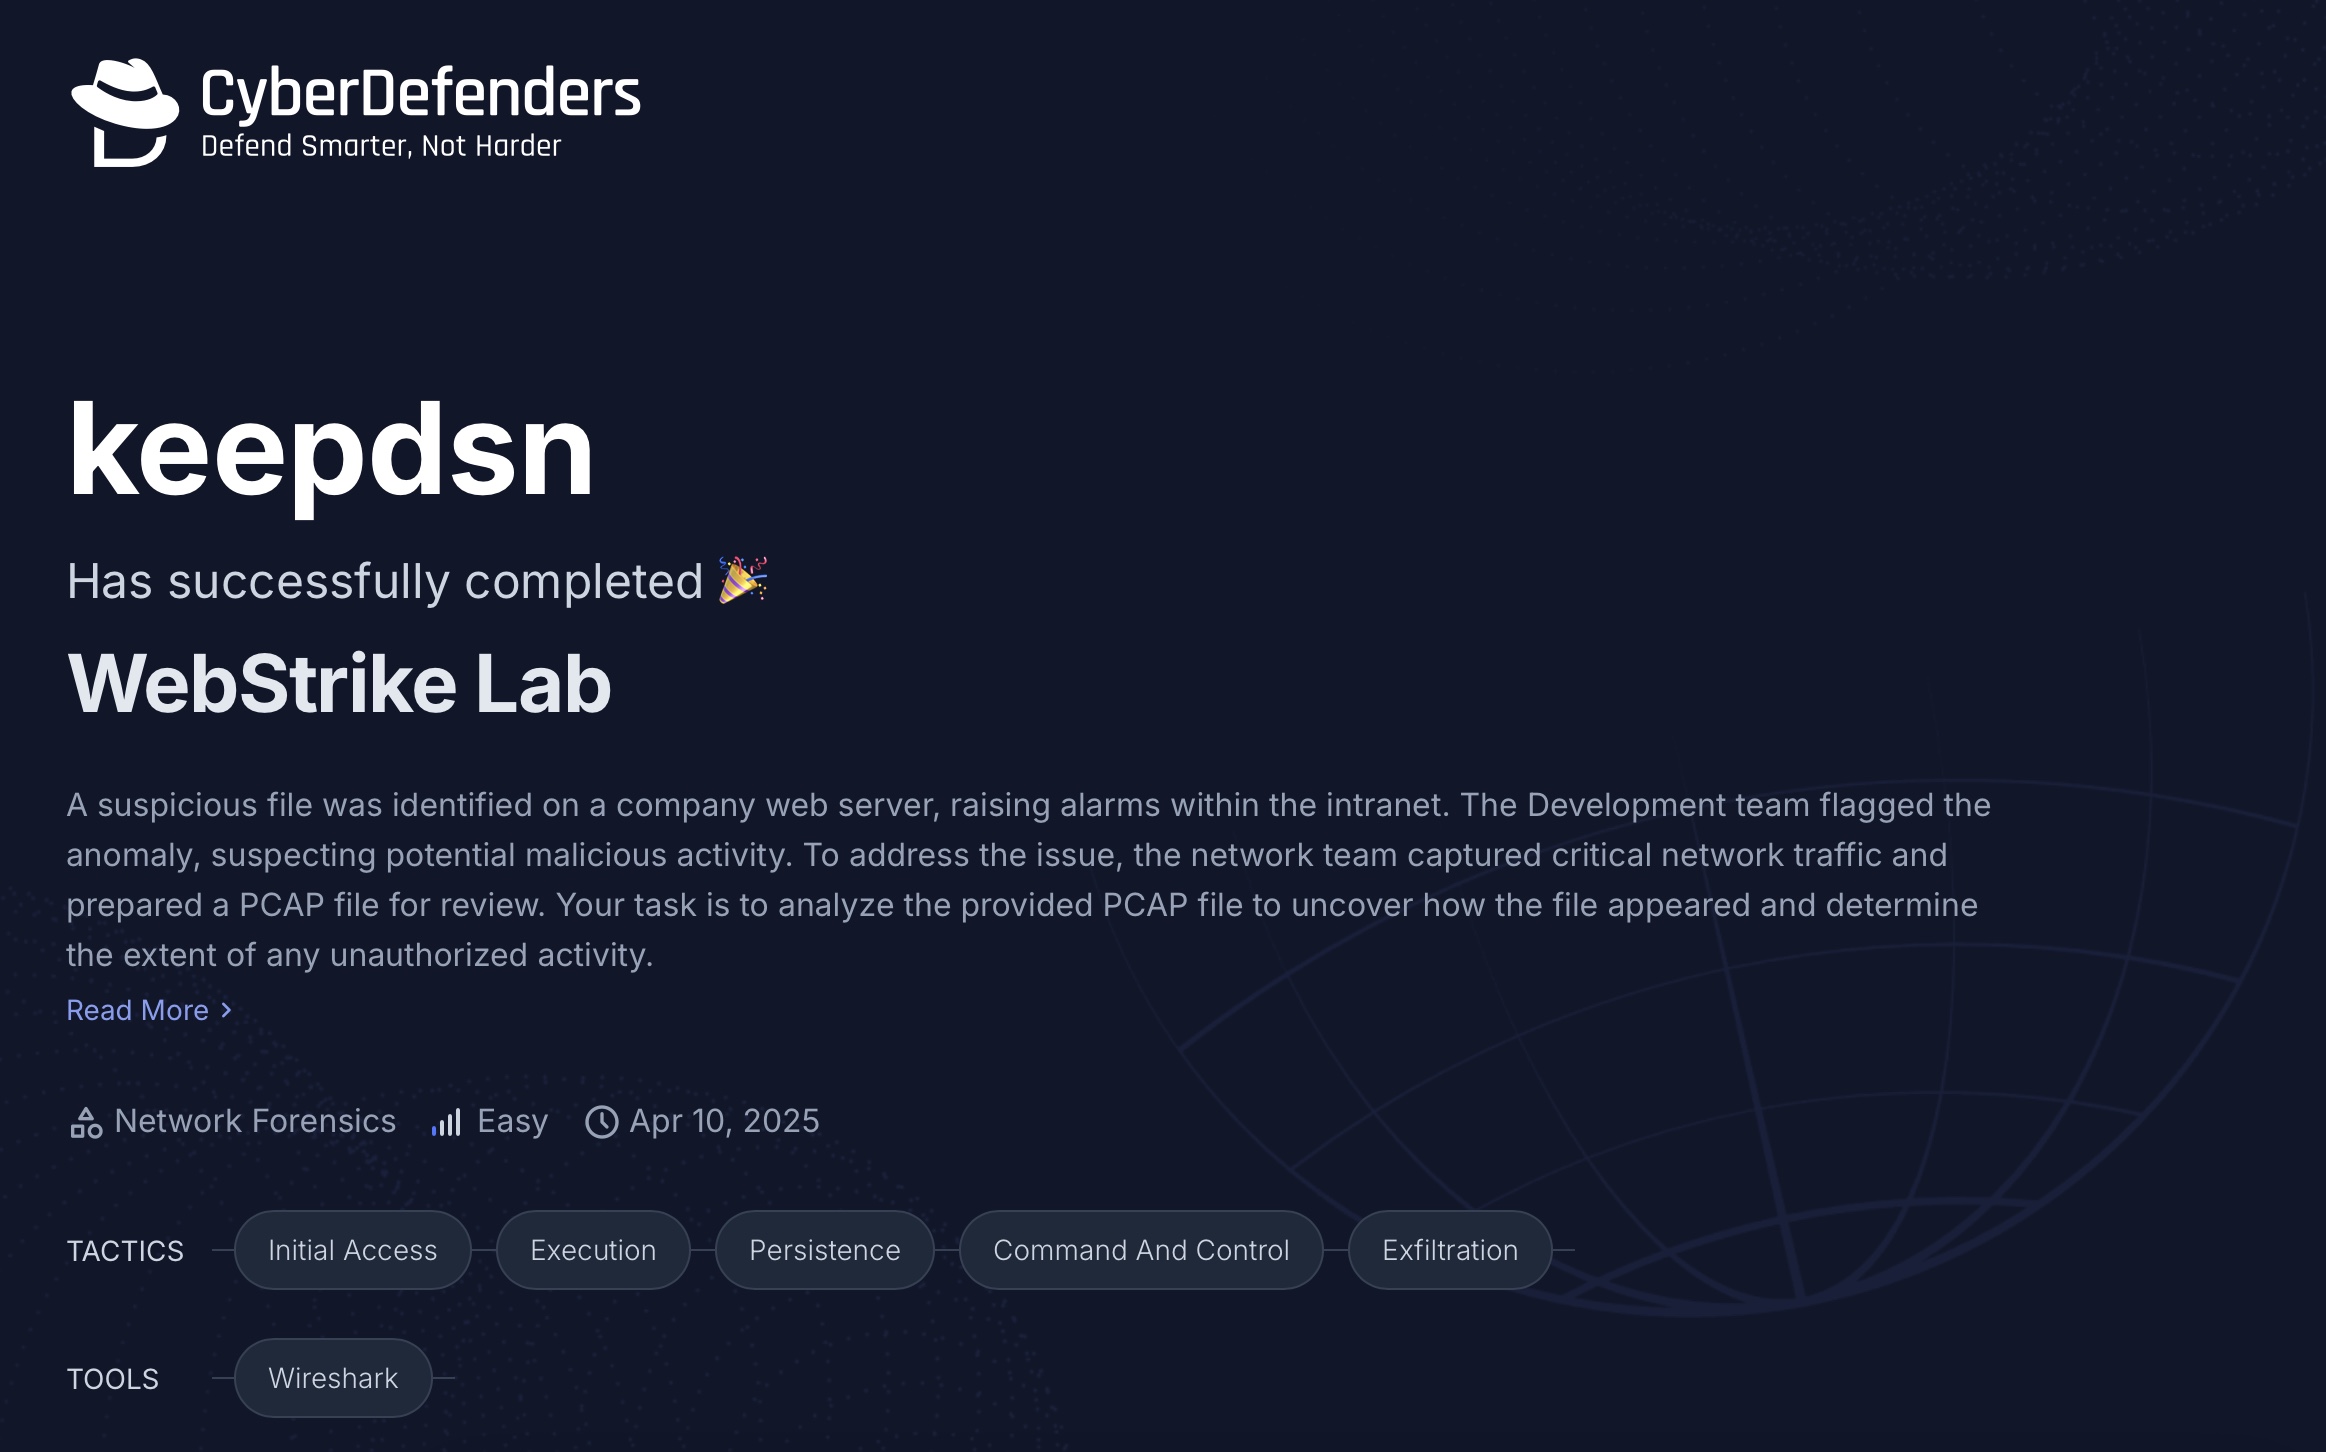 CyberDefenders
Defend Smarter, Not Harder
keepdsn
Has successfully completed 🎉
WebStrike Lab
A suspicious file was identified on a company web server, raising alarms within the intranet. The Development team flagged the
anomaly, suspecting potential malicious activity. To address the issue, the network team captured critical network traffic and
prepared a PCAP file for review. Your task is to analyze the provided PCAP file to uncover how the file appeared and determine
the extent of any unauthorized activity.
Read More >
Network Forensics Easy Apr 10, 2025
TACTICS Initial Access Execution Persistence Command And Control Exfiltration
TOOLS Wireshark